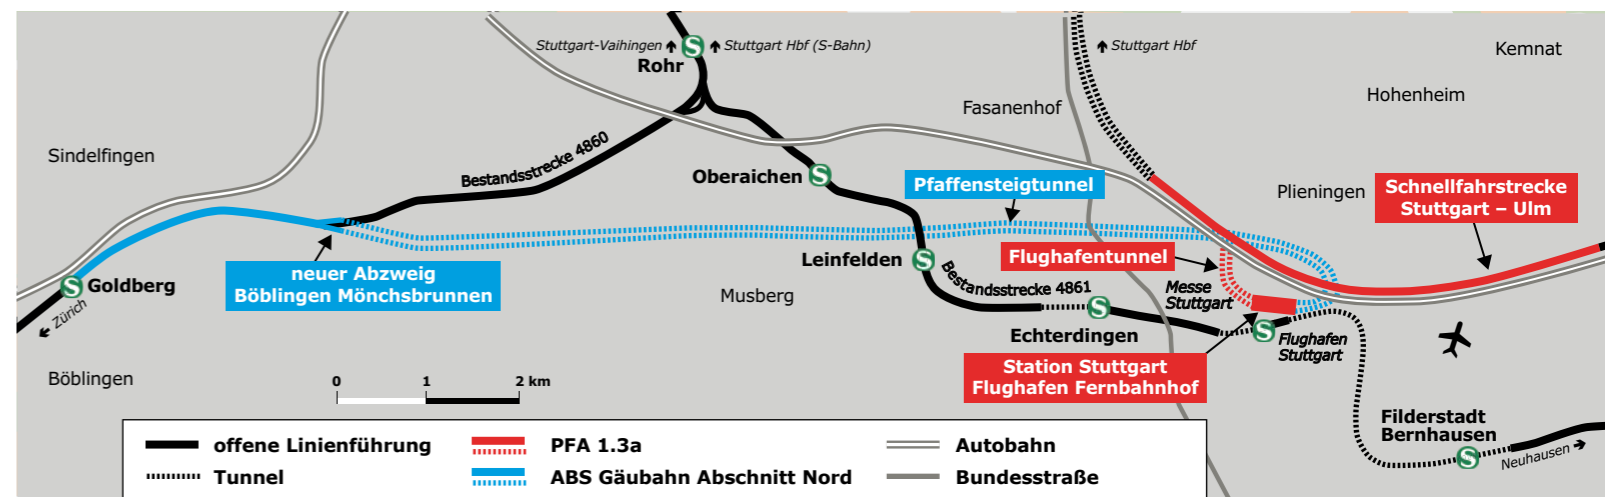 Stuttgart-Vaihingen
S
Stuttgart Hbf (S-Bahn)
Rohr
Stuttgart Hbf
Kemnat
Hohenheim
Fasanenhof
Sindelfingen
Bestandsstrecke 4860
Oberaichen
S
Pfaffensteigtunnel
Plieningen
Schnellfahrstrecke
Stuttgart – Ulm
neuer Abzweig
Böblingen Mönchsbrunnen
S
Goldberg
Zürich
Leinfelden
S
Bestandsstrecke 4861
Flughafentunnel
Messe
Stuttgart
Musberg
S
Echterdingen
S
Flughafen
Stuttgart
Station Stuttgart
Flughafen Fernbahnhof
Böblingen
0 1 2 km
Filderstadt
Bernhausen
S
Neuhausen
offene Linienführung
Tunnel
PFA 1.3a
ABS Gäubahn Abschnitt Nord
Autobahn
Bundesstraße